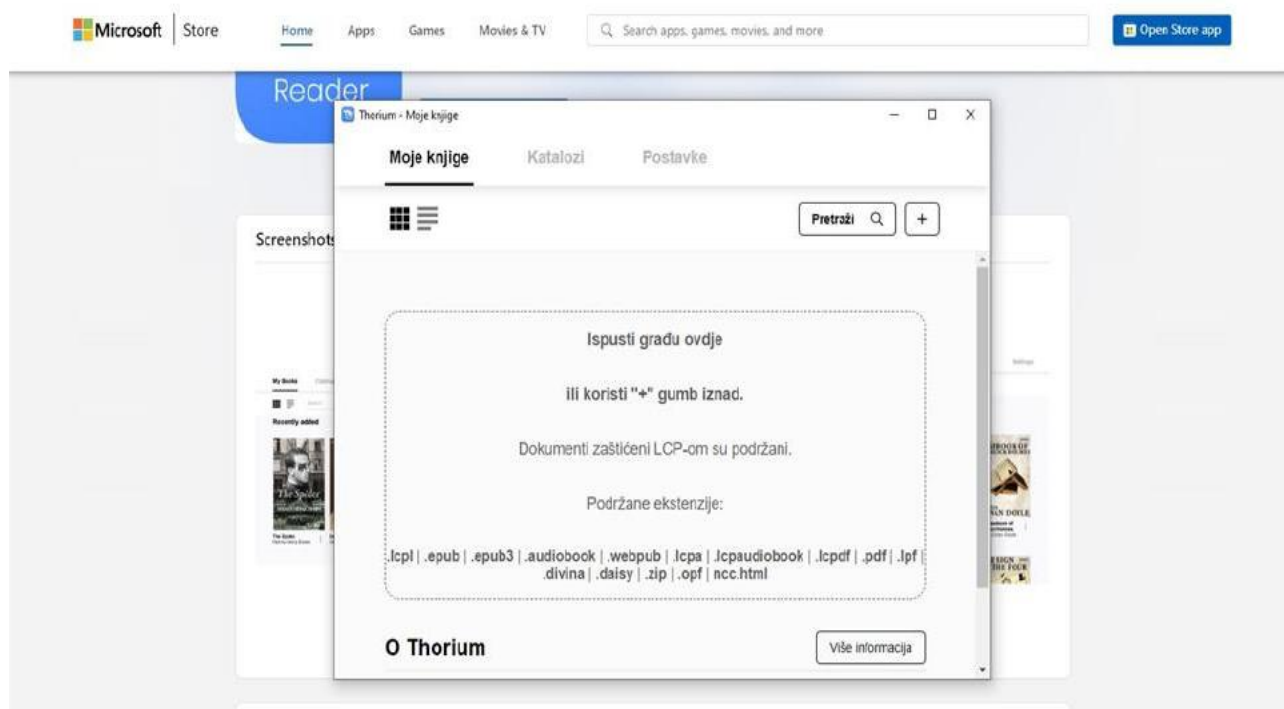 Microsoft Store Home Apps Games Movies & TV Search apps, games, movies, and more Open Store app
Reader
Thorium - Moje knjige
Moje knjige Katalozi Postavke
Pretraži +
Screenshots
Ispusti građu ovdje
ili koristi "+" gumb iznad.
Dokumenti zaštićeni LCP-om su podržani.
Podržane ekstenzije:
.lcpl | .epub | .epub3 | .audiobook | .webpub | .lcpa | .lcpaudiobook | .lcpdf | .pdf | .lpf |
.divina | .daisy | .zip | .opf | ncc.html
My Books
Settings
Recently added
The Spider
The Spider
O Thorium Više informacija